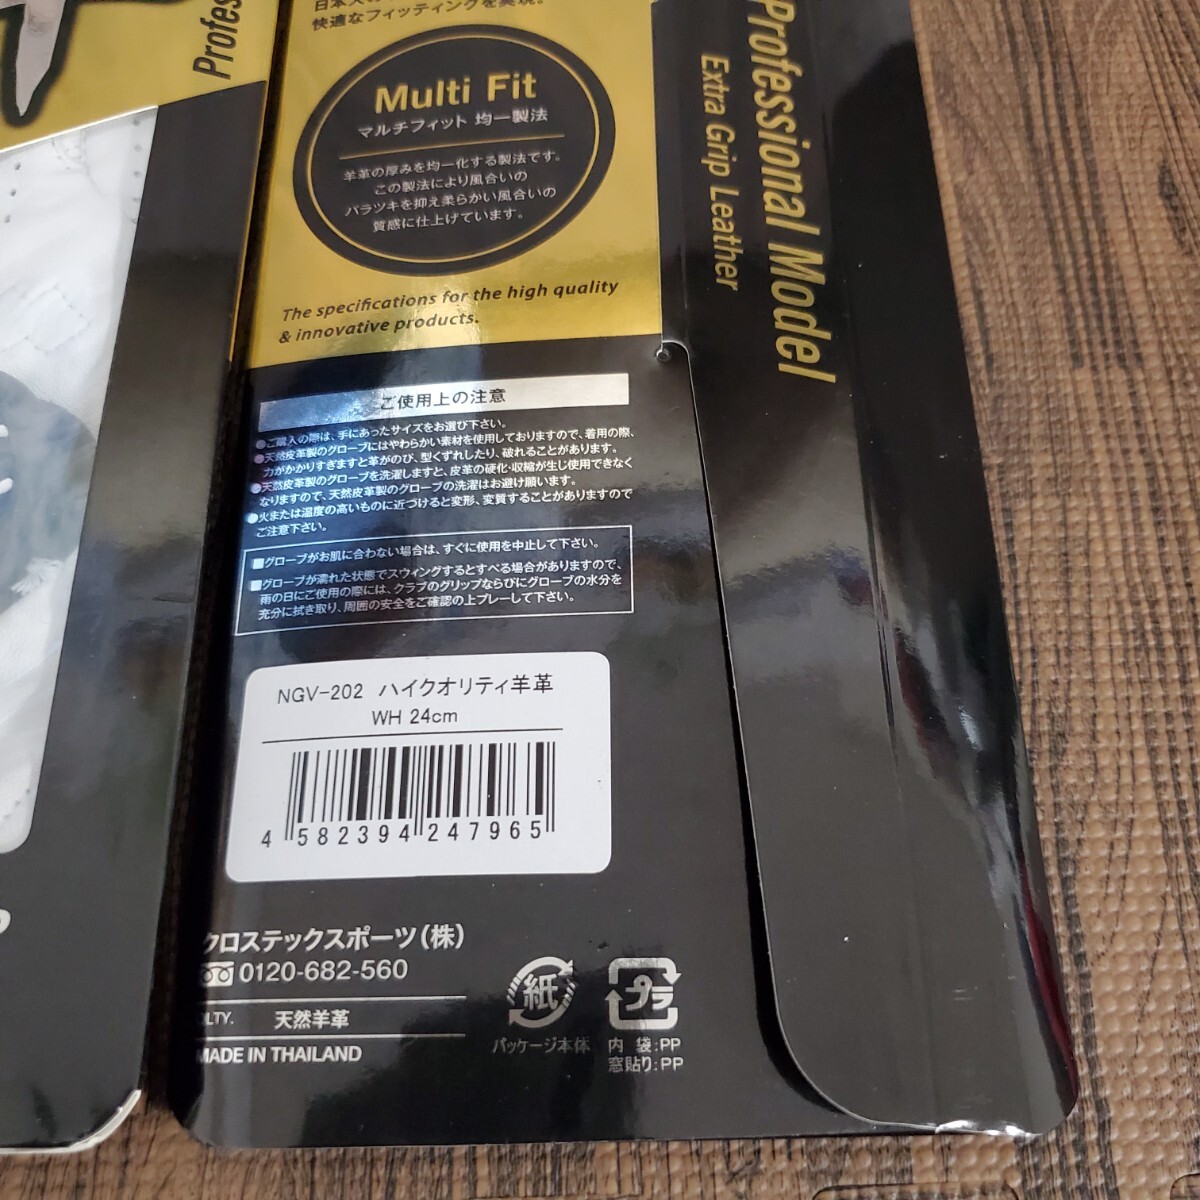 Profes
快適なフィッティングを実現。
Multi Fit
マルチフィット 均一製法
羊革の厚みを均一化する製法です。
この製法により風合いの
バラツキを抑え柔らかい風合いの
質感に仕上げています。
The specifications for the high quality
& innovative products.
Professional Model
Extra Grip Leather
ご使用上の注意
●ご購入の際は、手にあったサイズをお選び下さい。
●天然皮革製のグローブにはやわらかい素材を使用しておりますので、着用の際、
力がかかりすぎますと革がのび、型くずれしたり、破れることがあります。
●天然皮革製のグローブを洗濯しますと、皮革の硬化・収縮が生じ使用できなく
なりますので、天然皮革製のグローブの洗濯はお避け願います。
●火または温度の高いものに近づけると変形、変質することがありますので
ご注意下さい。
■グローブがお肌に合わない場合は、すぐに使用を中止して下さい。
■グローブが濡れた状態でスウィングするとすべる場合がありますので、
雨の日にご使用の際には、クラブのグリップならびにグローブの水分を
充分に拭き取り、周囲の安全をご確認の上プレーして下さい。
NGV-202 ハイクオリティ羊革
WH 24cm
4 582394 247965
クロステックスポーツ(株)
0120-682-560
LTY. 天然羊革
MADE IN THAILAND
紙
パッケージ本体
プラ
内 袋:PP
窓貼り:PP